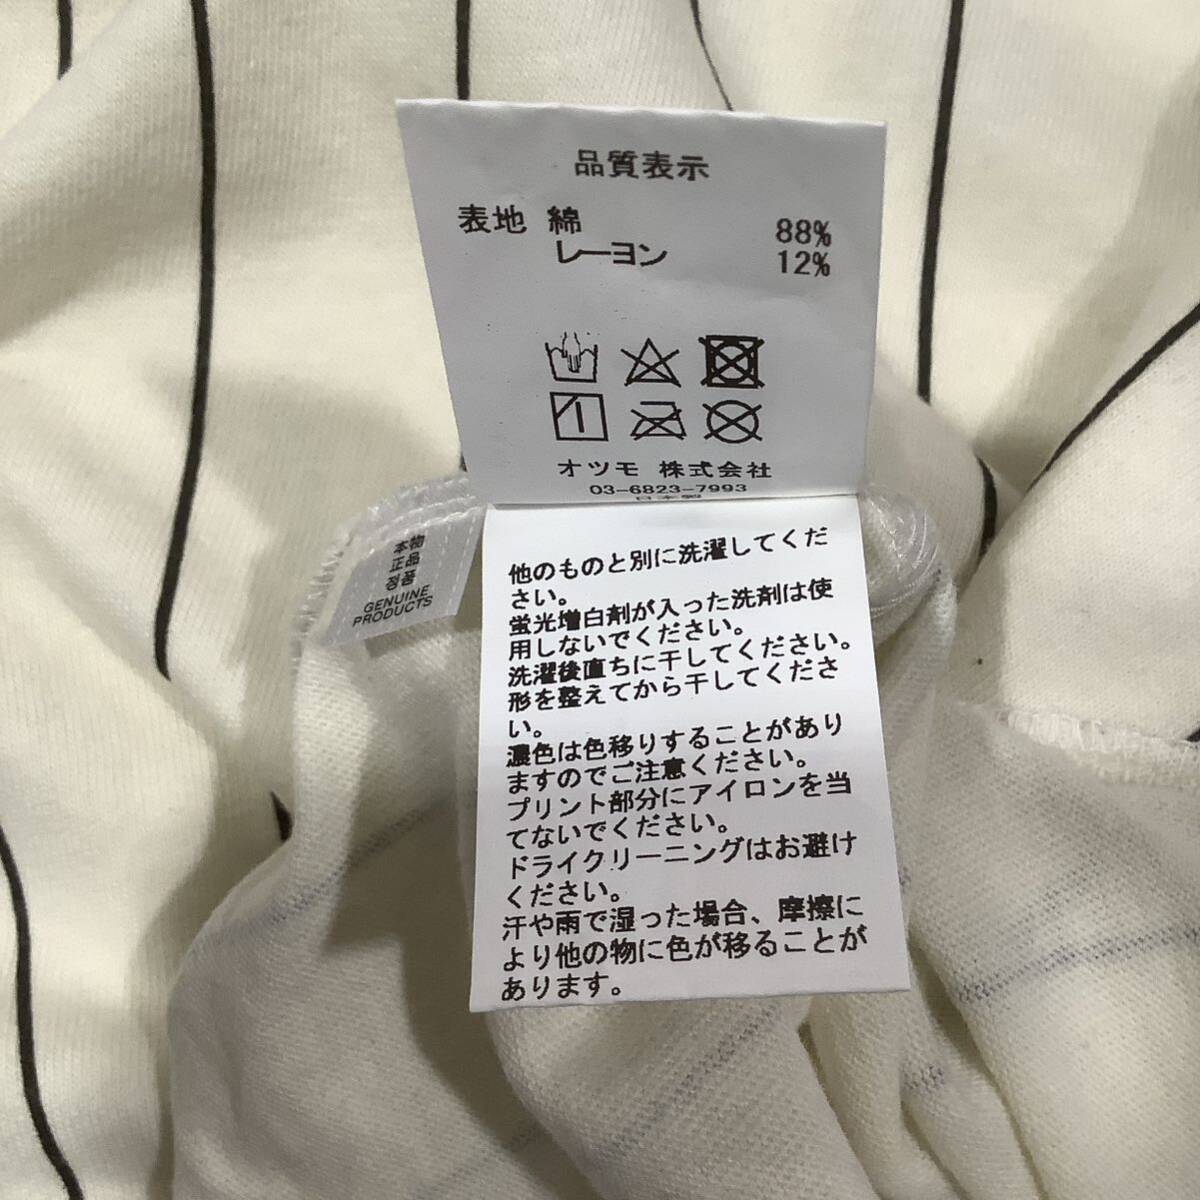 品質表示
表地 綿 88%
レーヨン 12%
オツモ 株式会社
03-6823-7993
日本製
本物
正品
정품
GENUINE
PRODUCTS
他のものと別に洗濯してくだ
さい。
蛍光増白剤が入った洗剤は使
用しないでください。
洗濯後直ちに干してください。
形を整えてから干してくださ
い。
濃色は色移りすることがあり
ますのでご注意ください。
プリント部分にアイロンを当
てないでください。
ドライクリーニングはお避け
ください。
汗や雨で湿った場合、摩擦に
より他の物に色が移ることが
あります。